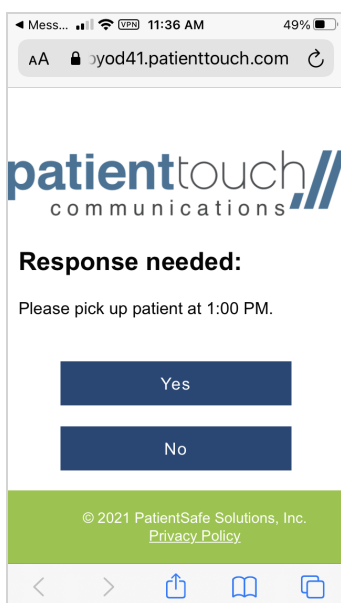 ◀ Mess... VPN 11:36 AM 49%
AA yod41.patienttouch.com
patienttouch
communications
Response needed:
Please pick up patient at 1:00 PM.
Yes
No
© 2021 PatientSafe Solutions, Inc.
Privacy Policy